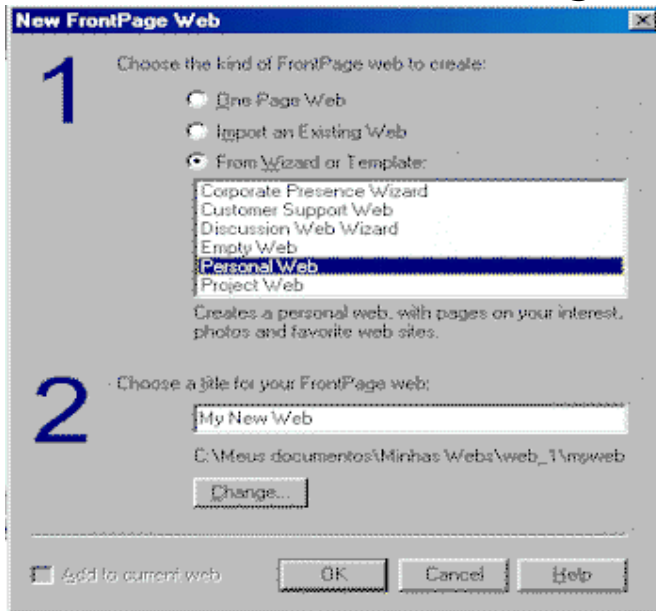 New FrontPage Web
1
Choose the kind of FrontPage web to create:
One Page Web
Import an Existing Web
From Wizard or Template:
Corporate Presence Wizard
Customer Support Web
Discussion Web Wizard
Empty Web
Personal Web
Project Web
Creates a personal web, with pages on your interest,
photos and favorite web sites.
2
Choose a title for your FrontPage web:
My New Web
C:\Meus documentos\Minhas Webs\web_1\myweb
Change...
Add to current web
OK
Cancel
Help